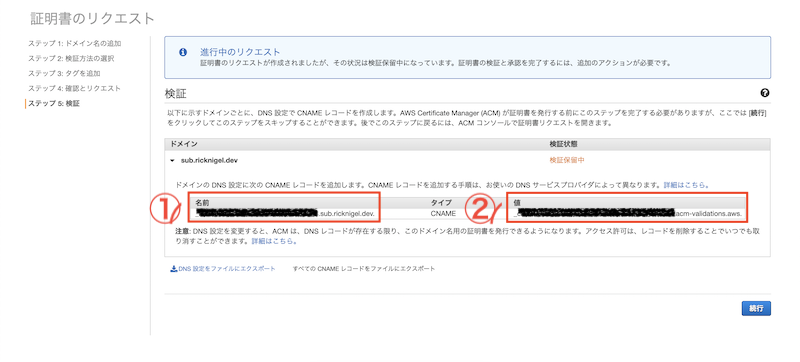 証明書のリクエスト
ステップ 1: ドメイン名の追加
ステップ 2: 検証方法の選択
ステップ 3: タグを追加
ステップ 4: 確認とリクエスト
ステップ 5: 検証
進行中のリクエスト
証明書のリクエストが作成されましたが、その状況は検証保留中になっています。証明書の検証と承認を完了するには、追加のアクションが必要です。
検証
以下に示すドメインごとに、DNS 設定で CNAME レコードを作成します。AWS Certificate Manager (ACM) が証明書を発行する前にこのステップを完了する必要がありますが、ここでは [続行]
をクリックしてこのステップをスキップすることができます。後でこのステップに戻るには、ACM コンソールで証明書リクエストを開きます。
ドメイン 検証状態
sub.ricknigel.dev 検証保留中
ドメインの DNS 設定に次の CNAME レコードを追加します。CNAME レコードを追加する手順は、お使いの DNS サービスプロバイダによって異なります。詳細はこちら。
① 名前 タイプ ② 値
.sub.ricknigel.dev. CNAME acm-validations.aws.
注意: DNS 設定を変更すると、ACM は、DNS レコードが存在する限り、このドメイン名用の証明書を発行できるようになります。アクセス許可は、レコードを削除することでいつでも取
り消すことができます。詳細はこちら。
DNS 設定をファイルにエクスポート すべての CNAME レコードをファイルにエクスポート
続行